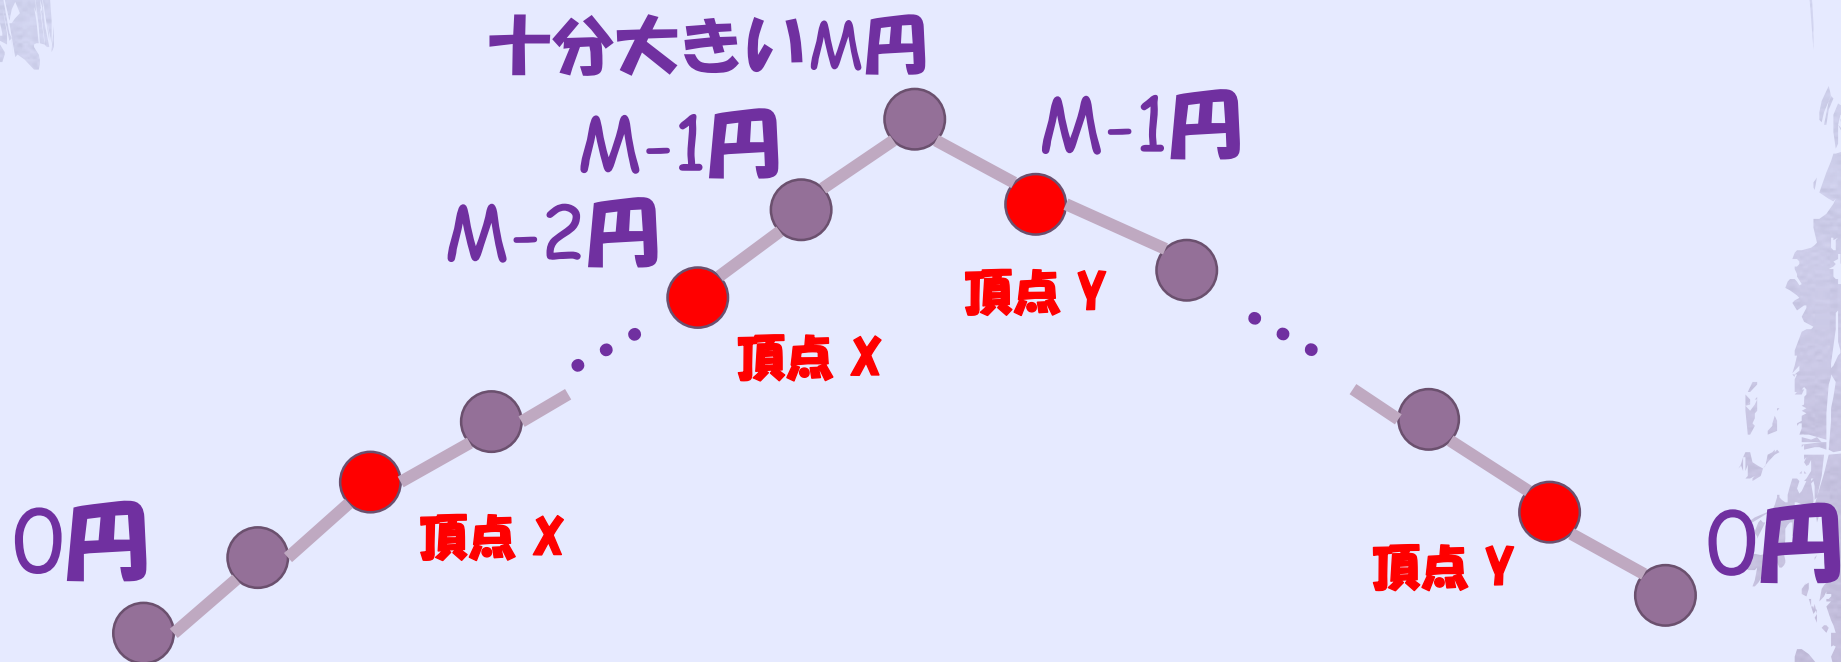 十分大きいM円
M-1円
M-1円
M-2円
頂点 Y
頂点 X
0円
頂点 X
0円
頂点 Y